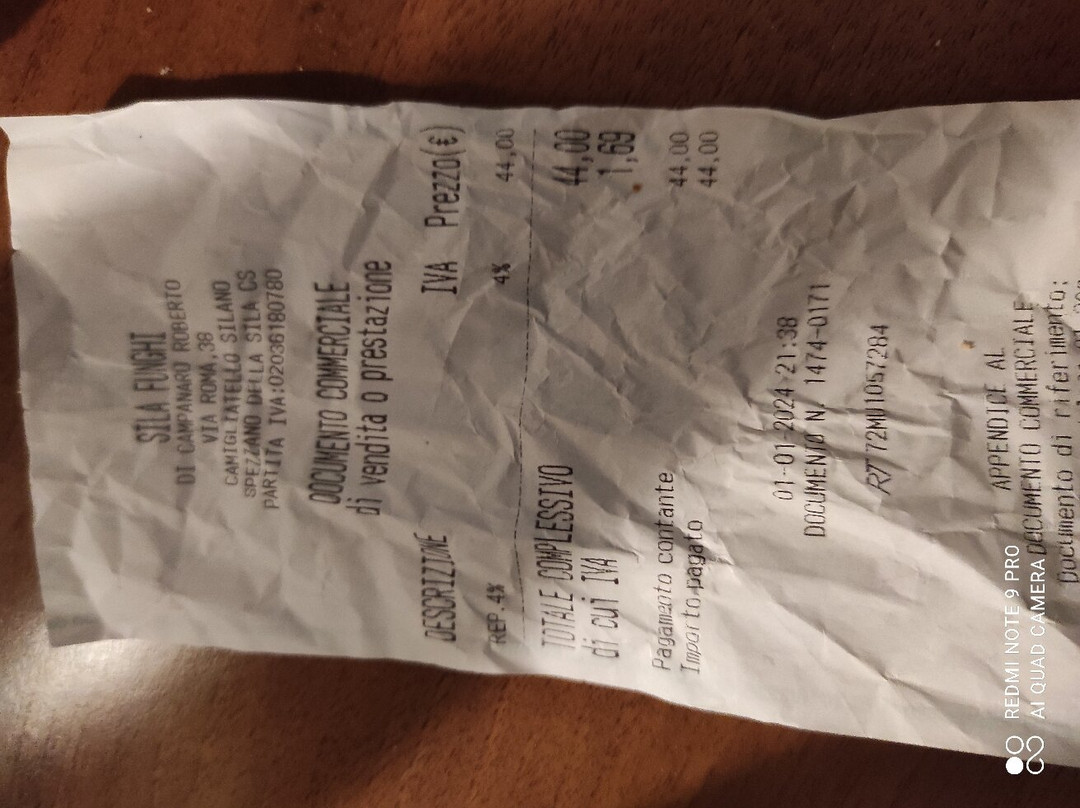 SILA FUNGHI
DI CAMPANARO ROBERTO
VIA ROMA,38
CAMIGLIATELLO SILANO
SPEZZANO DELLA SILA CS
PARTITA IVA:02036180780
DOCUMENTO COMMERCIALE
di vendita o prestazione
DESCRIZIONE IVA Prezzo(€)
REP.4% 4% 44,00
TOTALE COMPLESSIVO 44,00
di cui IVA 1,69
Pagamento contante 44,00
Importo pagato 44,00
01-01-2024 21:38
DOCUMENTO N. 1474-0171
RT 72MU1057284
APPENDICE AL
DOCUMENTO COMMERCIALE
Documento di riferimento:
REDMI NOTE 9 PRO
AI QUAD CAMERA